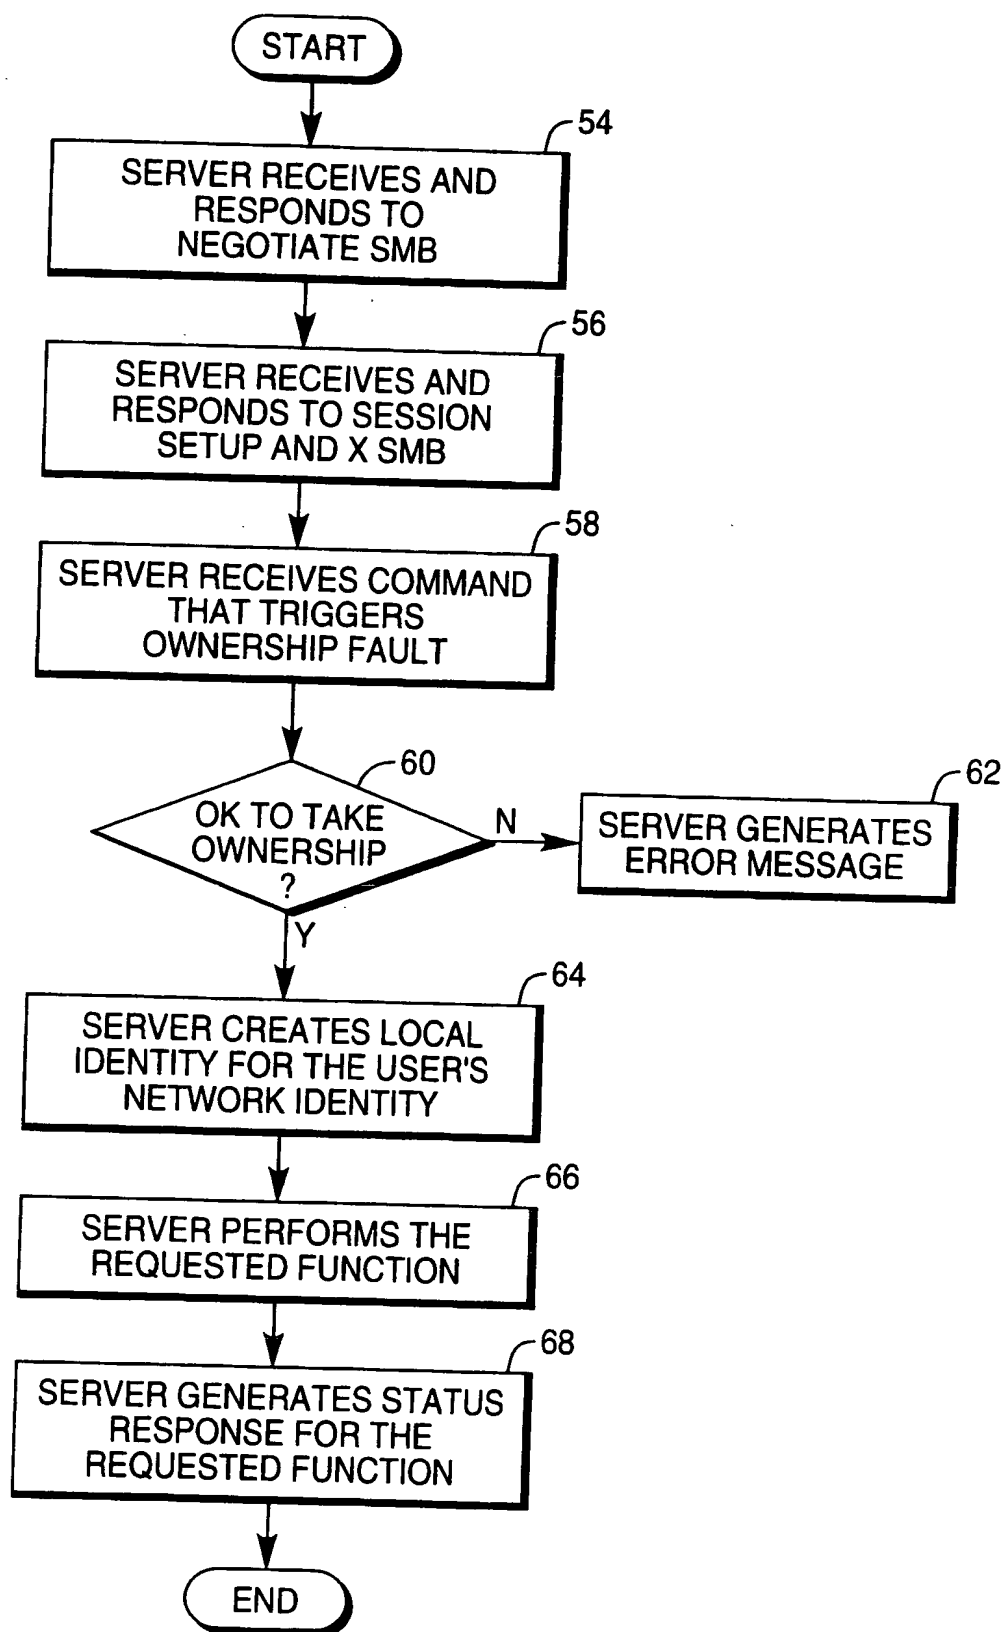 START
54
SERVER RECEIVES AND
RESPONDS TO
NEGOTIATE SMB
56
SERVER RECEIVES AND
RESPONDS TO SESSION
SETUP AND X SMB
58
SERVER RECEIVES COMMAND
THAT TRIGGERS
OWNERSHIP FAULT
60
OK TO TAKE
OWNERSHIP
?
N
62
SERVER GENERATES
ERROR MESSAGE
Y
64
SERVER CREATES LOCAL
IDENTITY FOR THE USER'S
NETWORK IDENTITY
66
SERVER PERFORMS THE
REQUESTED FUNCTION
68
SERVER GENERATES STATUS
RESPONSE FOR THE
REQUESTED FUNCTION
END